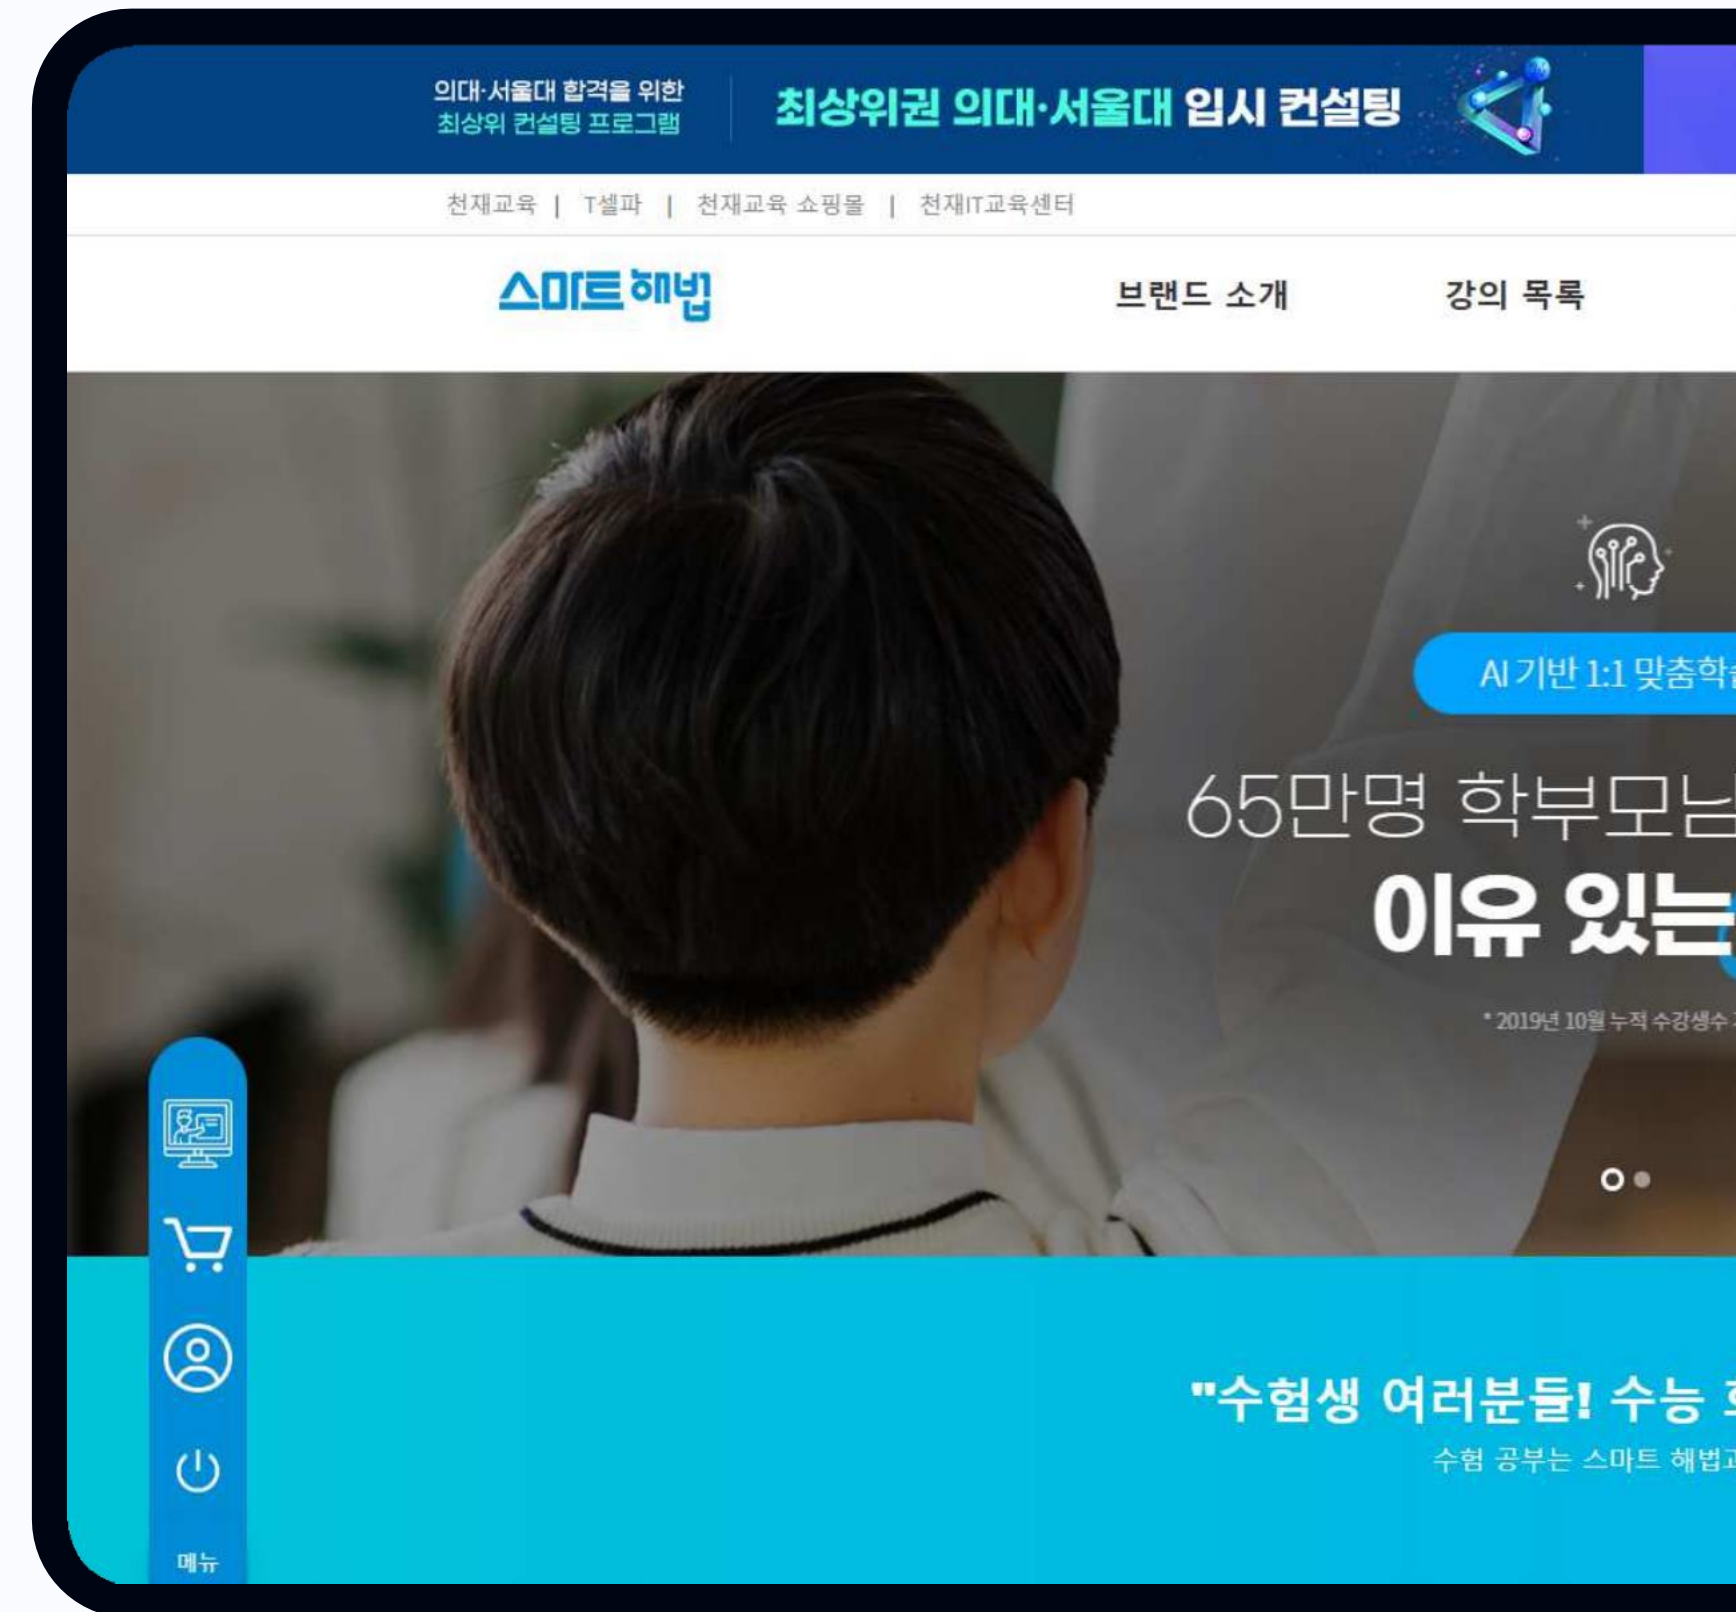 의대·서울대 합격을 위한
최상위 컨설팅 프로그램
최상위권 의대·서울대 입시 컨설팅
천재교육 | T셀파 | 천재교육 쇼핑몰 | 천재IT교육센터
스마트해법
브랜드 소개
강의 목록
AI 기반 1:1 맞춤학습
65만명 학부모님
이유 있는
* 2019년 10월 누적 수강생수
"수험생 여러분들! 수능
수험 공부는 스마트 해법과
메뉴